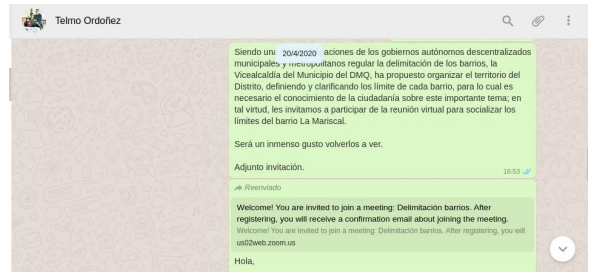 Telmo Ordoñez
20/4/2020
Siendo una aciones de los gobiernos autónomos descentralizados
municipales y metropolitanos regular la delimitación de los barrios, la
Vicealcaldía del Municipio del DMQ, ha propuesto organizar el territorio del
Distrito, definiendo y clarificando los límite de cada barrio, para lo cual es
necesario el conocimiento de la ciudadanía sobre este importante tema; en
tal virtud, les invitamos a participar de la reunión virtual para socializar los
límites del barrio La Mariscal.
Será un inmenso gusto volverlos a ver.
Adjunto invitación.
16:53
Reenviado
Welcome! You are invited to join a meeting: Delimitación barrios. After
registering, you will receive a confirmation email about joining the meeting.
Welcome! You are invited to join a meeting: Delimitación barrios. After registering, you will
us02web.zoom.us
Hola,